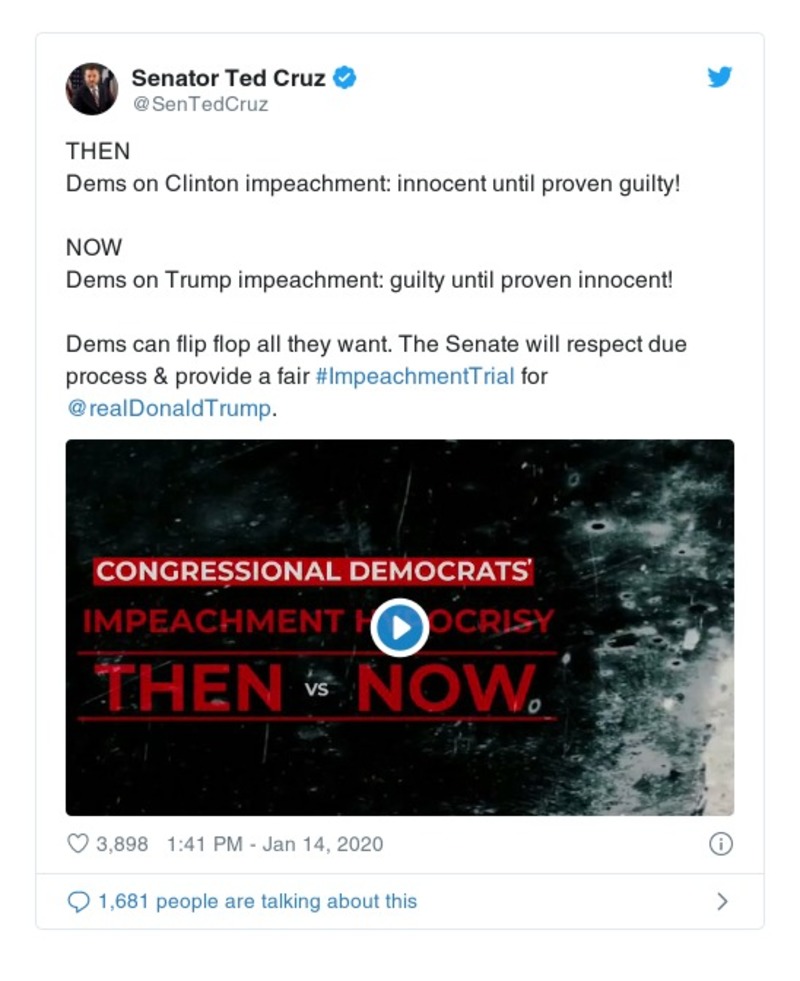 Senator Ted Cruz
@SenTedCruz
THEN
Dems on Clinton impeachment: innocent until proven guilty!
NOW
Dems on Trump impeachment: guilty until proven innocent!
Dems can flip flop all they want. The Senate will respect due
process & provide a fair #ImpeachmentTrial for
@realDonaldTrump.
CONGRESSIONAL DEMOCRATS'
IMPEACHMENT
THEN VS NOW
3,898 1:41 PM - Jan 14, 2020
1,681 people are talking about this